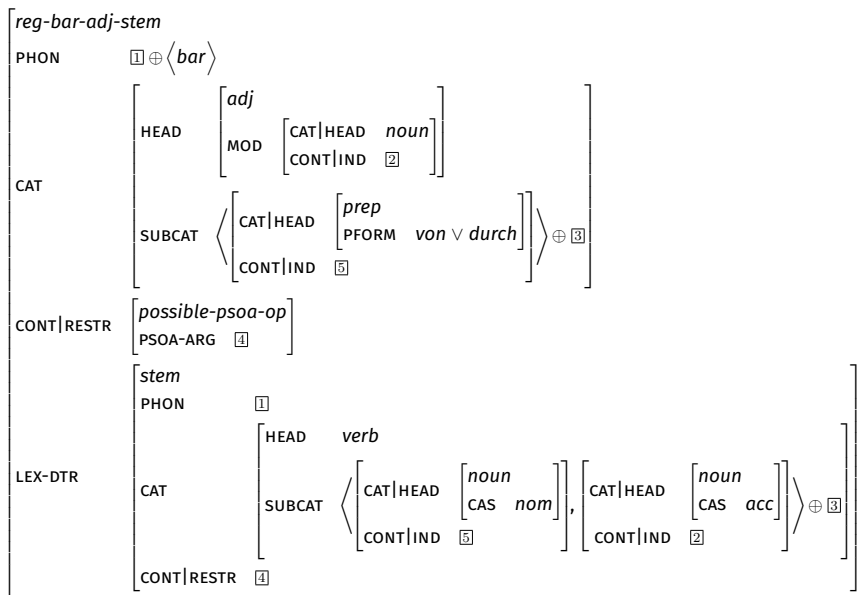 reg-bar-adj-stem
PHON 1 ⊕ ⟨bar⟩
CAT
HEAD
adj
MOD
CAT|HEAD noun
CONT|IND 2
SUBCAT ⟨
CAT|HEAD
prep
PFORM von ∨ durch
CONT|IND 5
⟩ ⊕ 3
CONT|RESTR
possible-psoa-op
PSOA-ARG 4
LEX-DTR
stem
PHON 1
CAT
HEAD verb
SUBCAT ⟨
CAT|HEAD
noun
CAS nom
CONT|IND 5
,
CAT|HEAD
noun
CAS acc
CONT|IND 2
⟩ ⊕ 3
CONT|RESTR 4